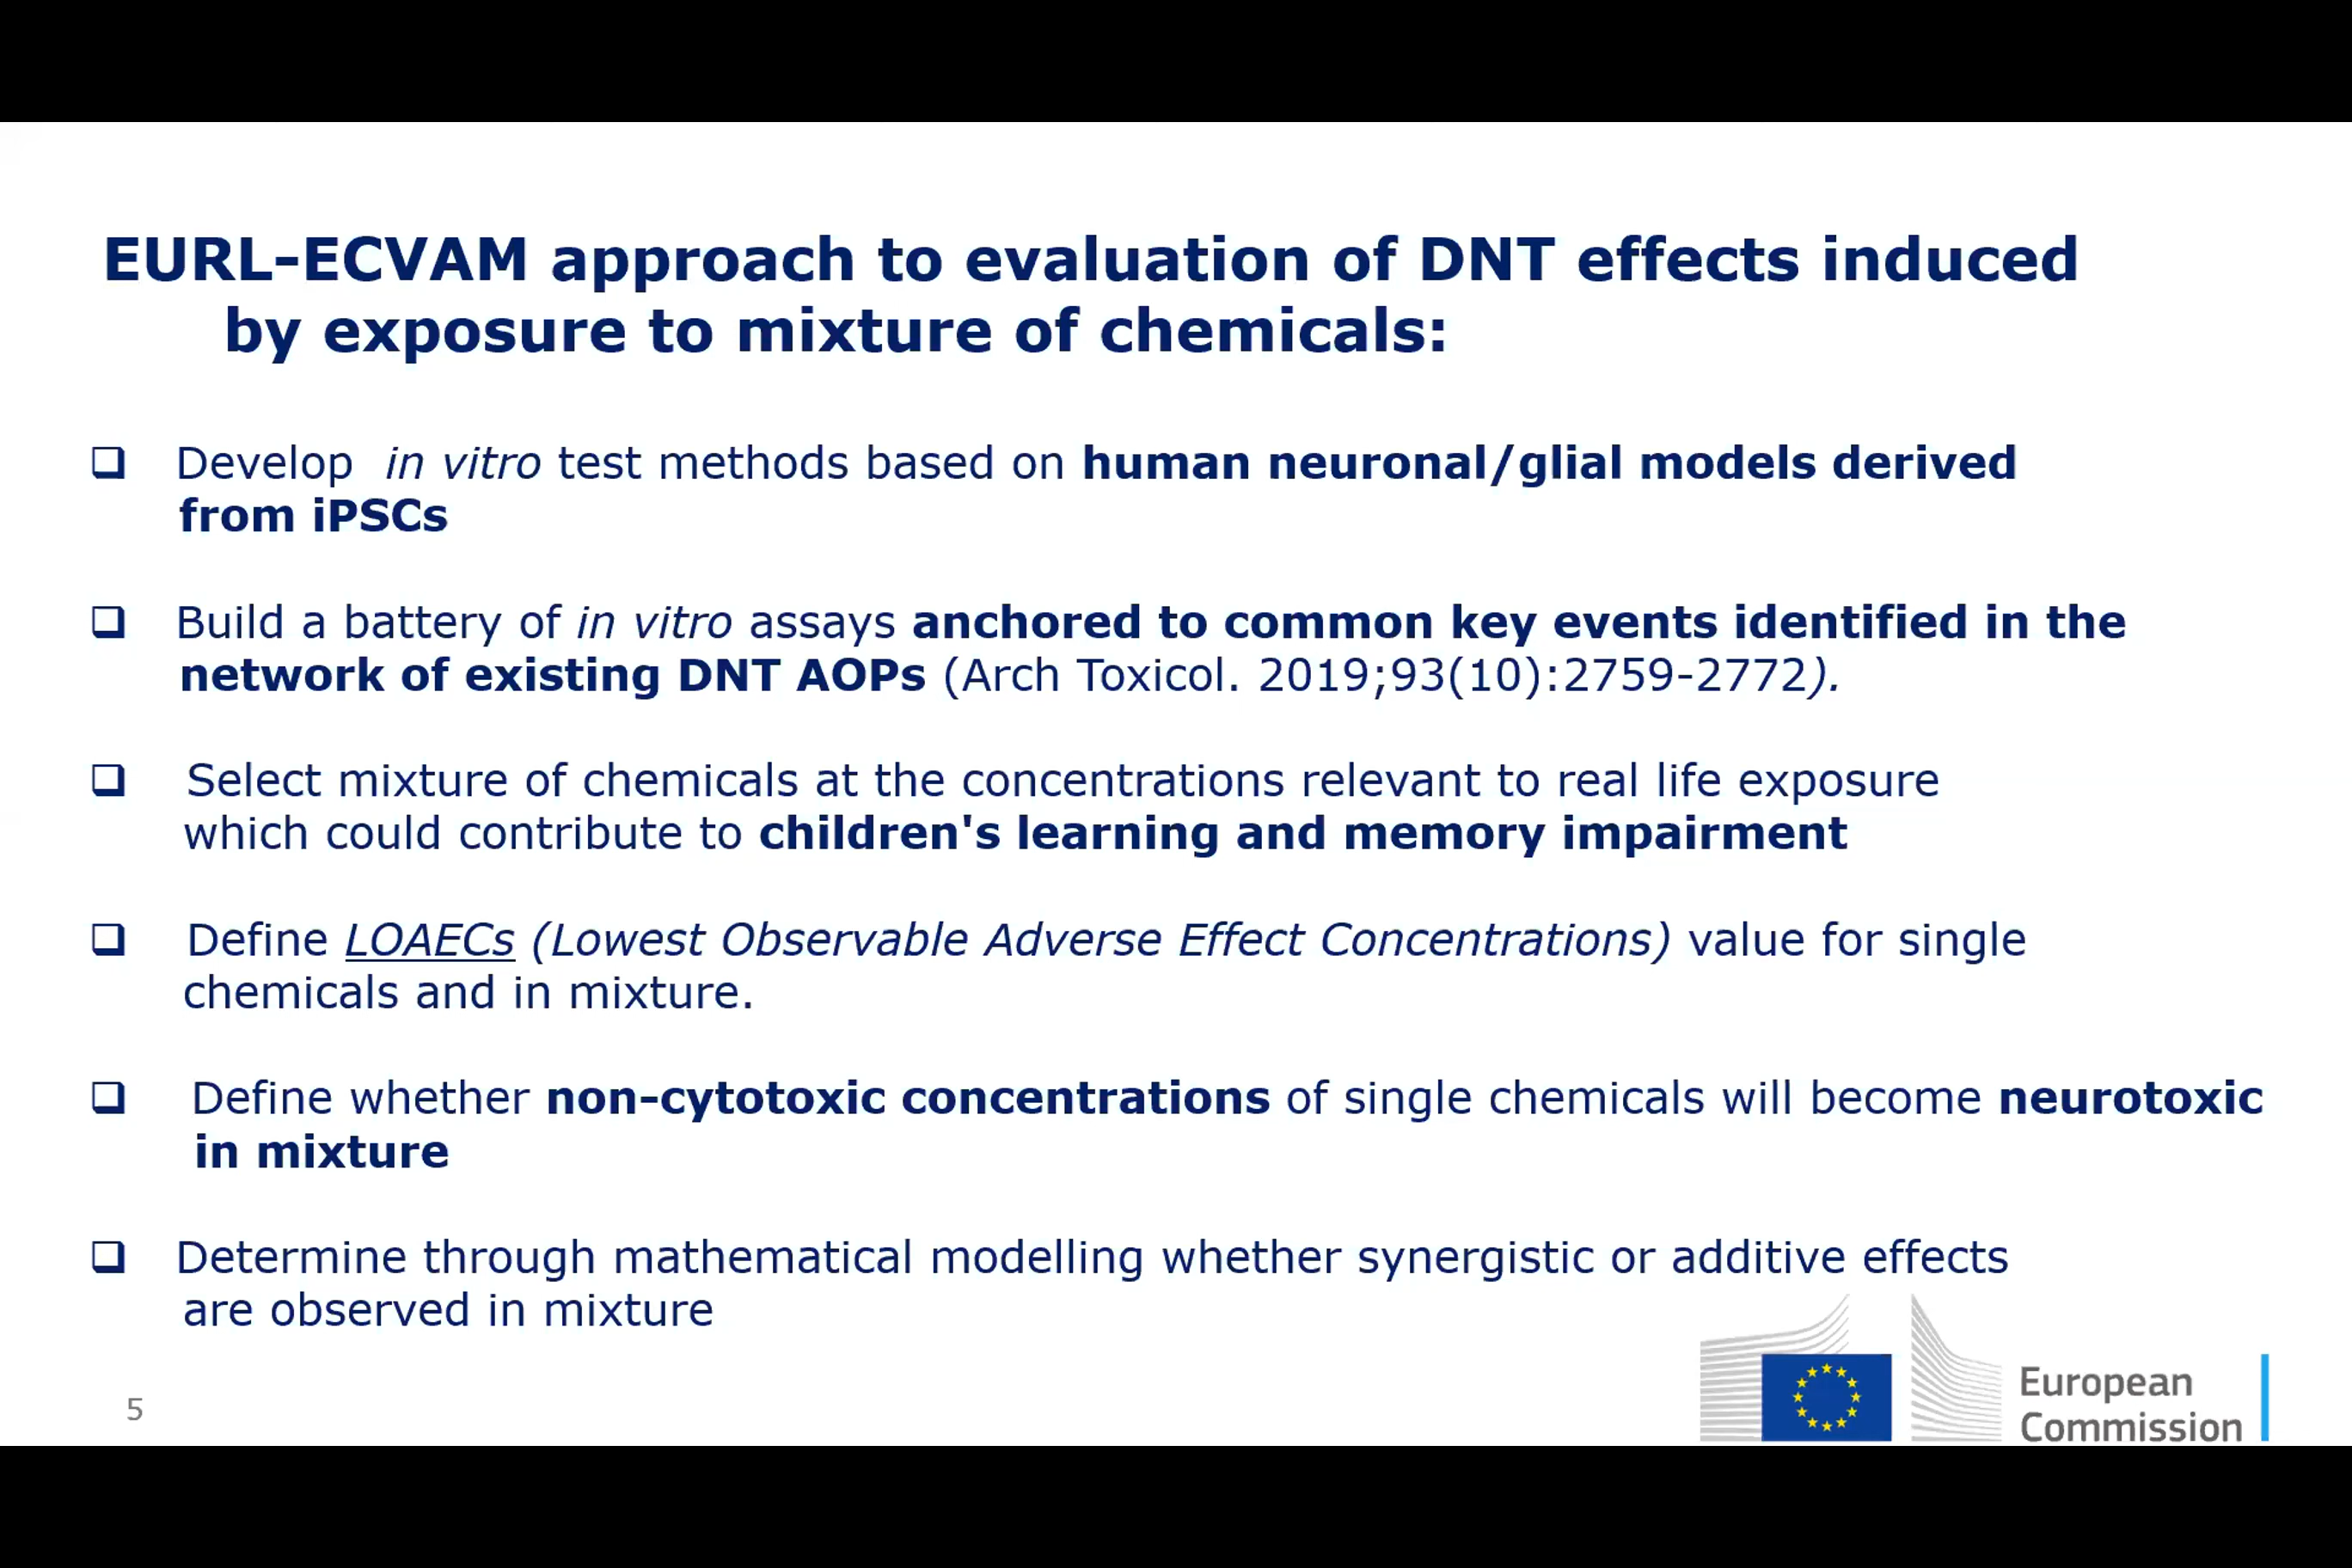 EURL-ECVAM approach to evaluation of DNT effects induced
by exposure to mixture of chemicals:
Develop in vitro test methods based on human neuronal/glial models derived
from iPSCs
Build a battery of in vitro assays anchored to common key events identified in the
network of existing DNT AOPs (Arch Toxicol. 2019;93(10):2759-2772).
Select mixture of chemicals at the concentrations relevant to real life exposure
which could contribute to children's learning and memory impairment
Define LOAECs (Lowest Observable Adverse Effect Concentrations) value for single
chemicals and in mixture.
Define whether non-cytotoxic concentrations of single chemicals will become neurotoxic
in mixture
Determine through mathematical modelling whether synergistic or additive effects
are observed in mixture
5
European
Commission